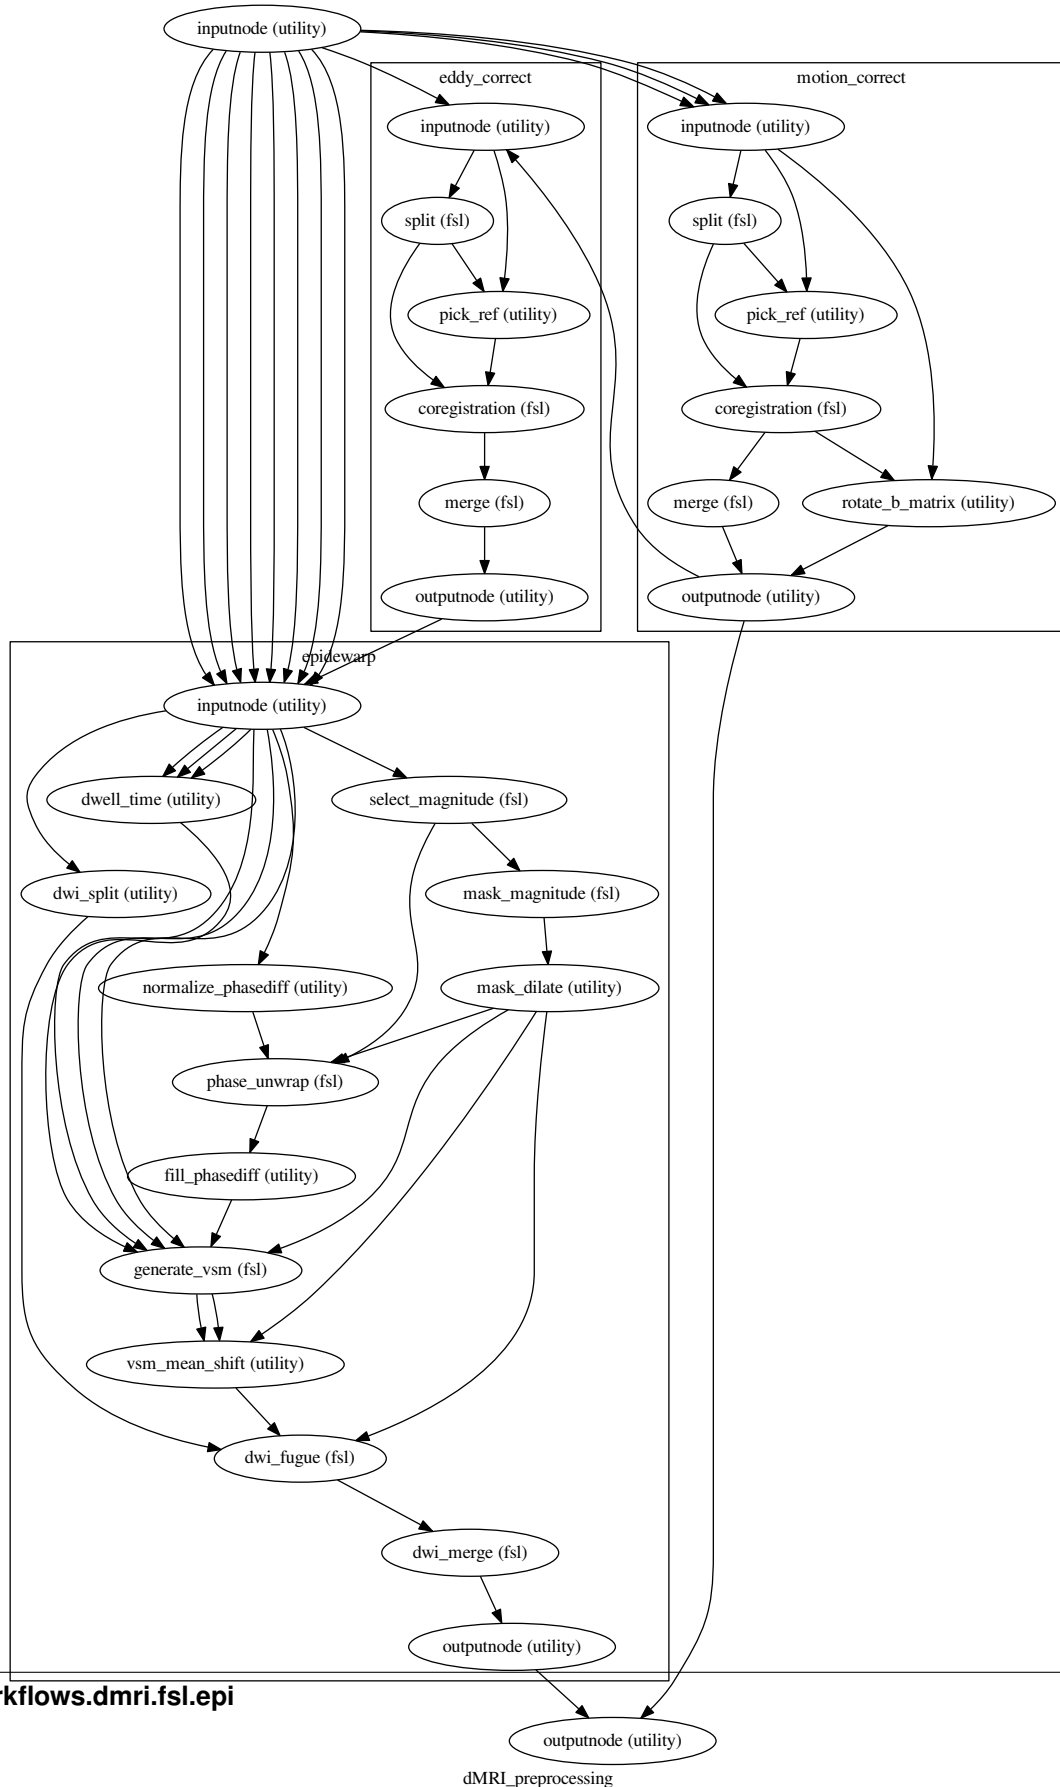 inputnode (utility)
eddy_correct
motion_correct
inputnode (utility)
inputnode (utility)
split (fsl)
split (fsl)
pick_ref (utility)
pick_ref (utility)
coregistration (fsl)
coregistration (fsl)
merge (fsl)
merge (fsl)
rotate_b_matrix (utility)
outputnode (utility)
outputnode (utility)
epidewarp
inputnode (utility)
dwell_time (utility)
select_magnitude (fsl)
dwi_split (utility)
mask_magnitude (fsl)
normalize_phasediff (utility)
mask_dilate (utility)
phase_unwrap (fsl)
fill_phasediff (utility)
generate_vsm (fsl)
vsm_mean_shift (utility)
dwi_fugue (fsl)
dwi_merge (fsl)
outputnode (utility)
rkflows.dmri.fsl.epi
outputnode (utility)
dMRI_preprocessing